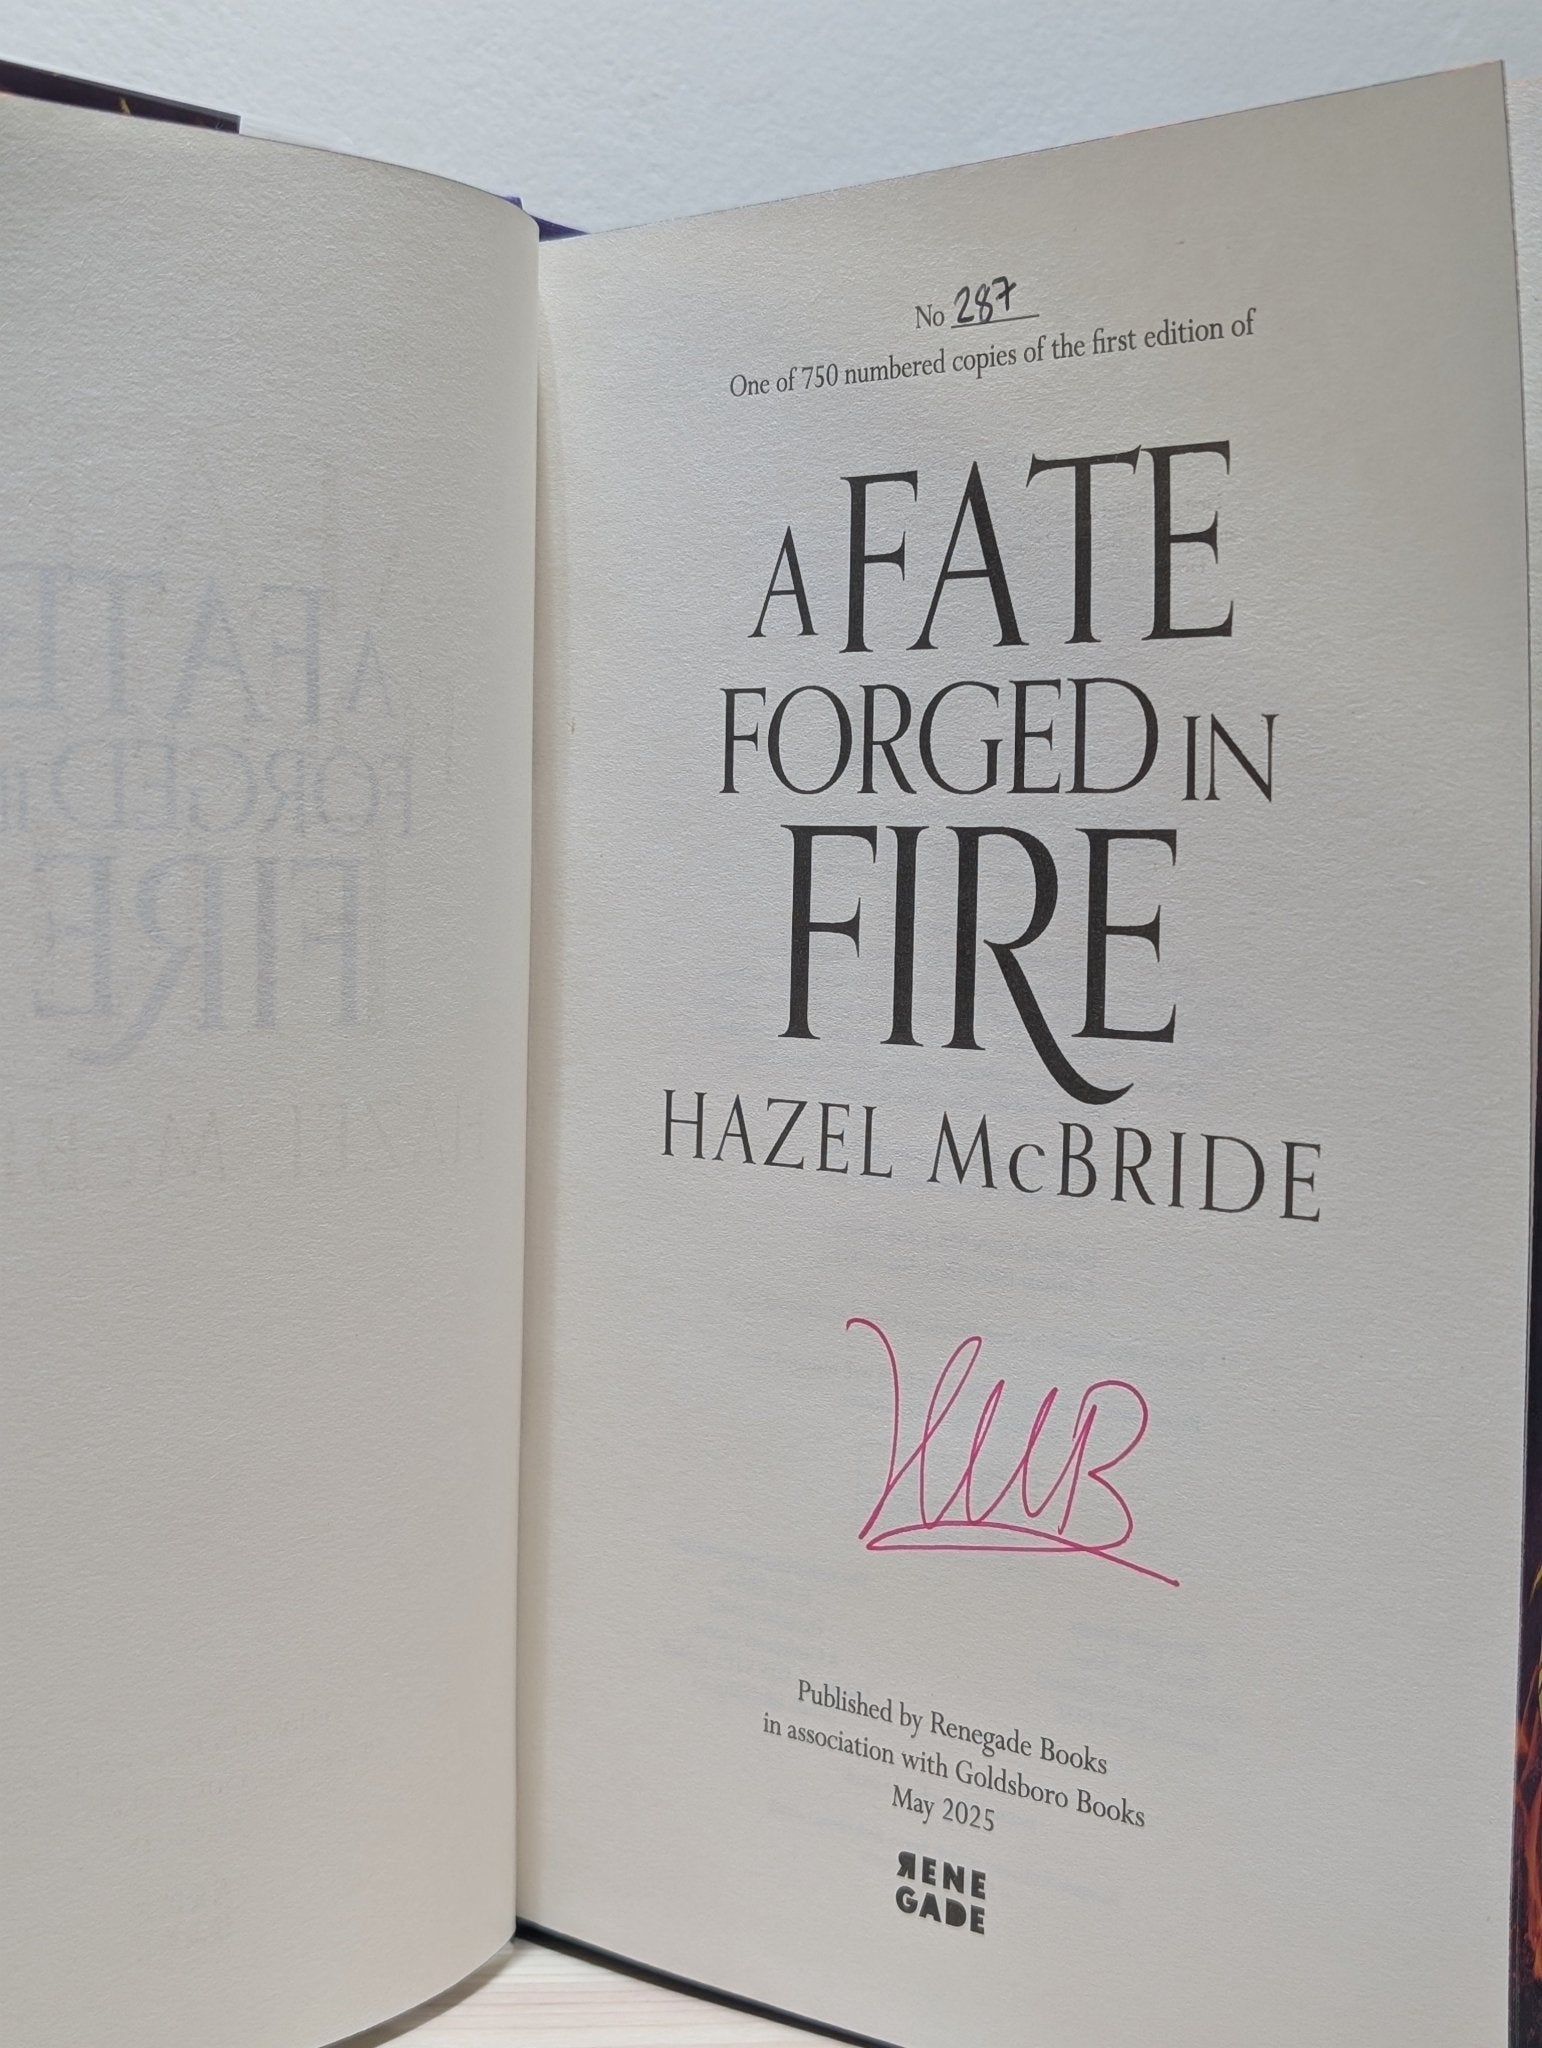 No 287
One of 750 numbered copies of the first edition of
A FATE
FORGED IN
FIRE
HAZEL McBRIDE
HMB
Published by Renegade Books
in association with Goldsboro Books
May 2025
RENE
GADE